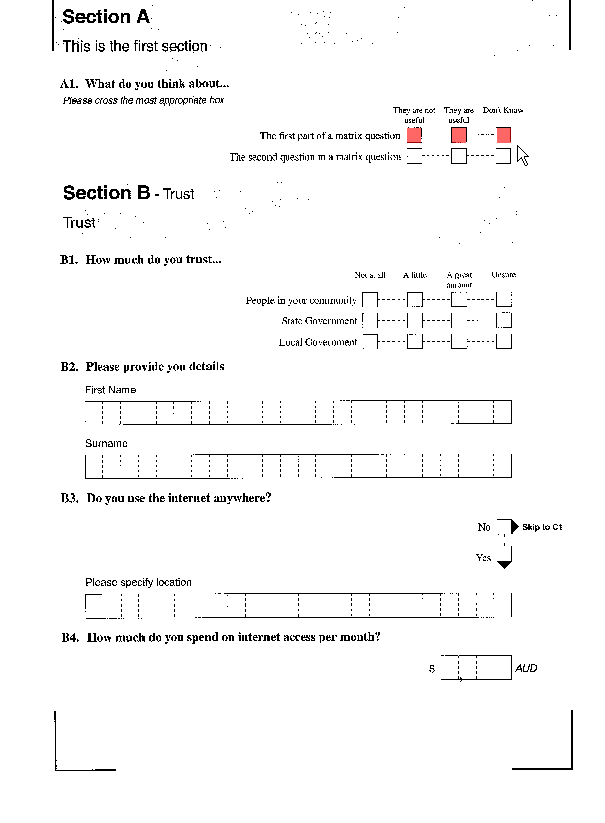 Section A
This is the first section
A1. What do you think about...
Please cross the most appropriate box
They are not useful They are useful Don't Know
The first part of a matrix question
The second question in a matrix question
Section B - Trust
Trust
B1. How much do you trust...
Not at all A little A great amount Unsure
People in your community
State Government
Local Government
B2. Please provide you details
First Name
Surname
B3. Do you use the internet anywhere?
No Skip to C1
Yes
Please specify location
B4. How much do you spend on internet access per month?
$ AUD